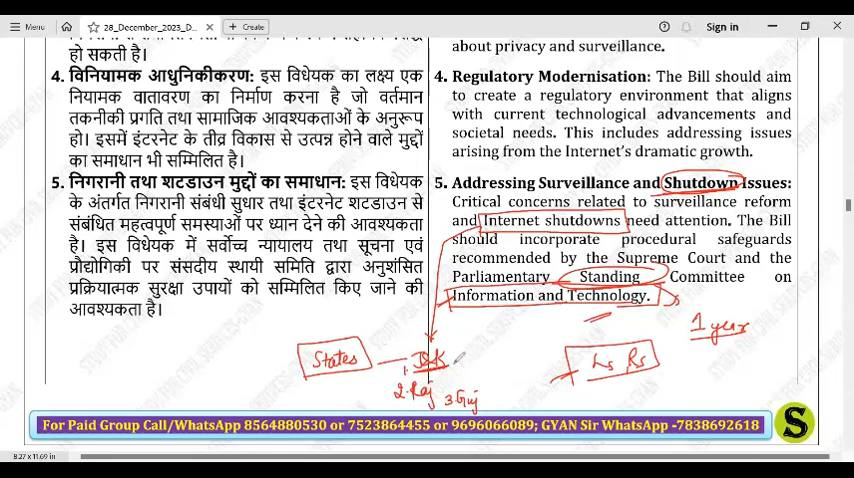 Menu
28_December_2023_D...
+ Create
Sign in
हो सकती है।
4. विनियामक आधुनिकीकरण: इस विधेयक का लक्ष्य एक
नियामक वातावरण का निर्माण करना है जो वर्तमान
तकनीकी प्रगति तथा सामाजिक आवश्यकताओं के अनुरूप
हो। इसमें इंटरनेट के तीव्र विकास से उत्पन्न होने वाले मुद्दों
का समाधान भी सम्मिलित है।
5. निगरानी तथा शटडाउन मुद्दों का समाधान: इस विधेयक
के अंतर्गत निगरानी संबंधी सुधार तथा इंटरनेट शटडाउन से
संबंधित महत्वपूर्ण समस्याओं पर ध्यान देने की आवश्यकता
है। इस विधेयक में सर्वोच्च न्यायालय तथा सूचना एवं
प्रौद्योगिकी पर संसदीय स्थायी समिति द्वारा अनुशंसित
प्रक्रियात्मक सुरक्षा उपायों को सम्मिलित किए जाने की
आवश्यकता है।
about privacy and surveillance.
4. Regulatory Modernisation: The Bill should aim
to create a regulatory environment that aligns
with current technological advancements and
societal needs. This includes addressing issues
arising from the Internet's dramatic growth.
5. Addressing Surveillance and Shutdown Issues:
Critical concerns related to surveillance reform
and Internet shutdowns need attention. The Bill
should incorporate procedural safeguards
recommended by the Supreme Court and the
Parliamentary Standing Committee on
Information and Technology.
1 year
States
1. J&K
Ls Rs
2. Raj 3 Guj
For Paid Group Call/WhatsApp 8564880530 or 7523864455 or 9696066089; GYAN Sir WhatsApp -7838692618
S
8.27 x 11.69 in